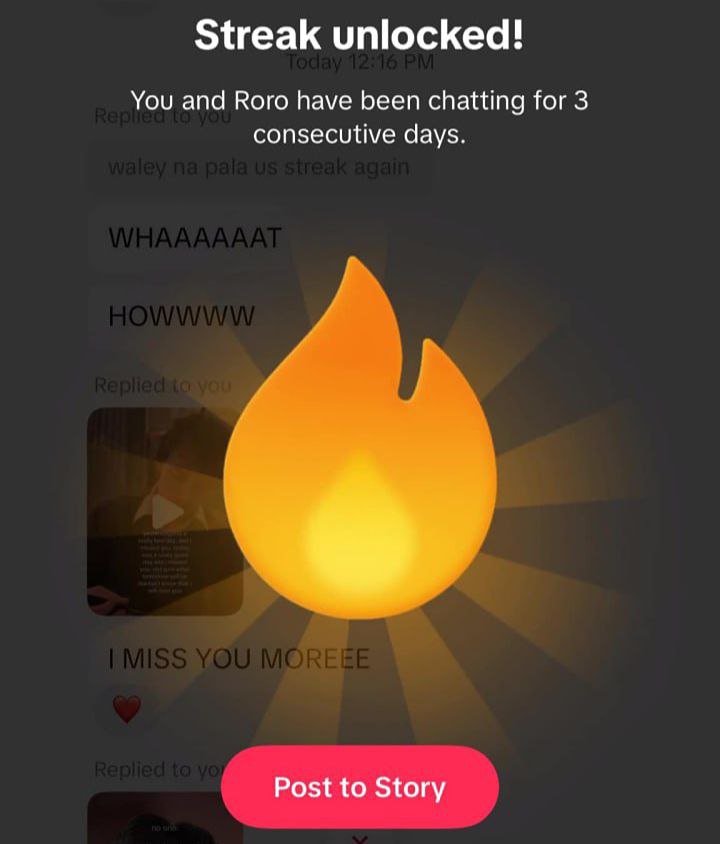 Streak unlocked!
Today 12:16 PM
You and Roro have been chatting for 3
consecutive days.
Replied to you
waley na pala us streak again
WHAAAAAAT
HOWWWW
Replied to you
I MISS YOU MOREEE
Replied to you
no one
Post to Story